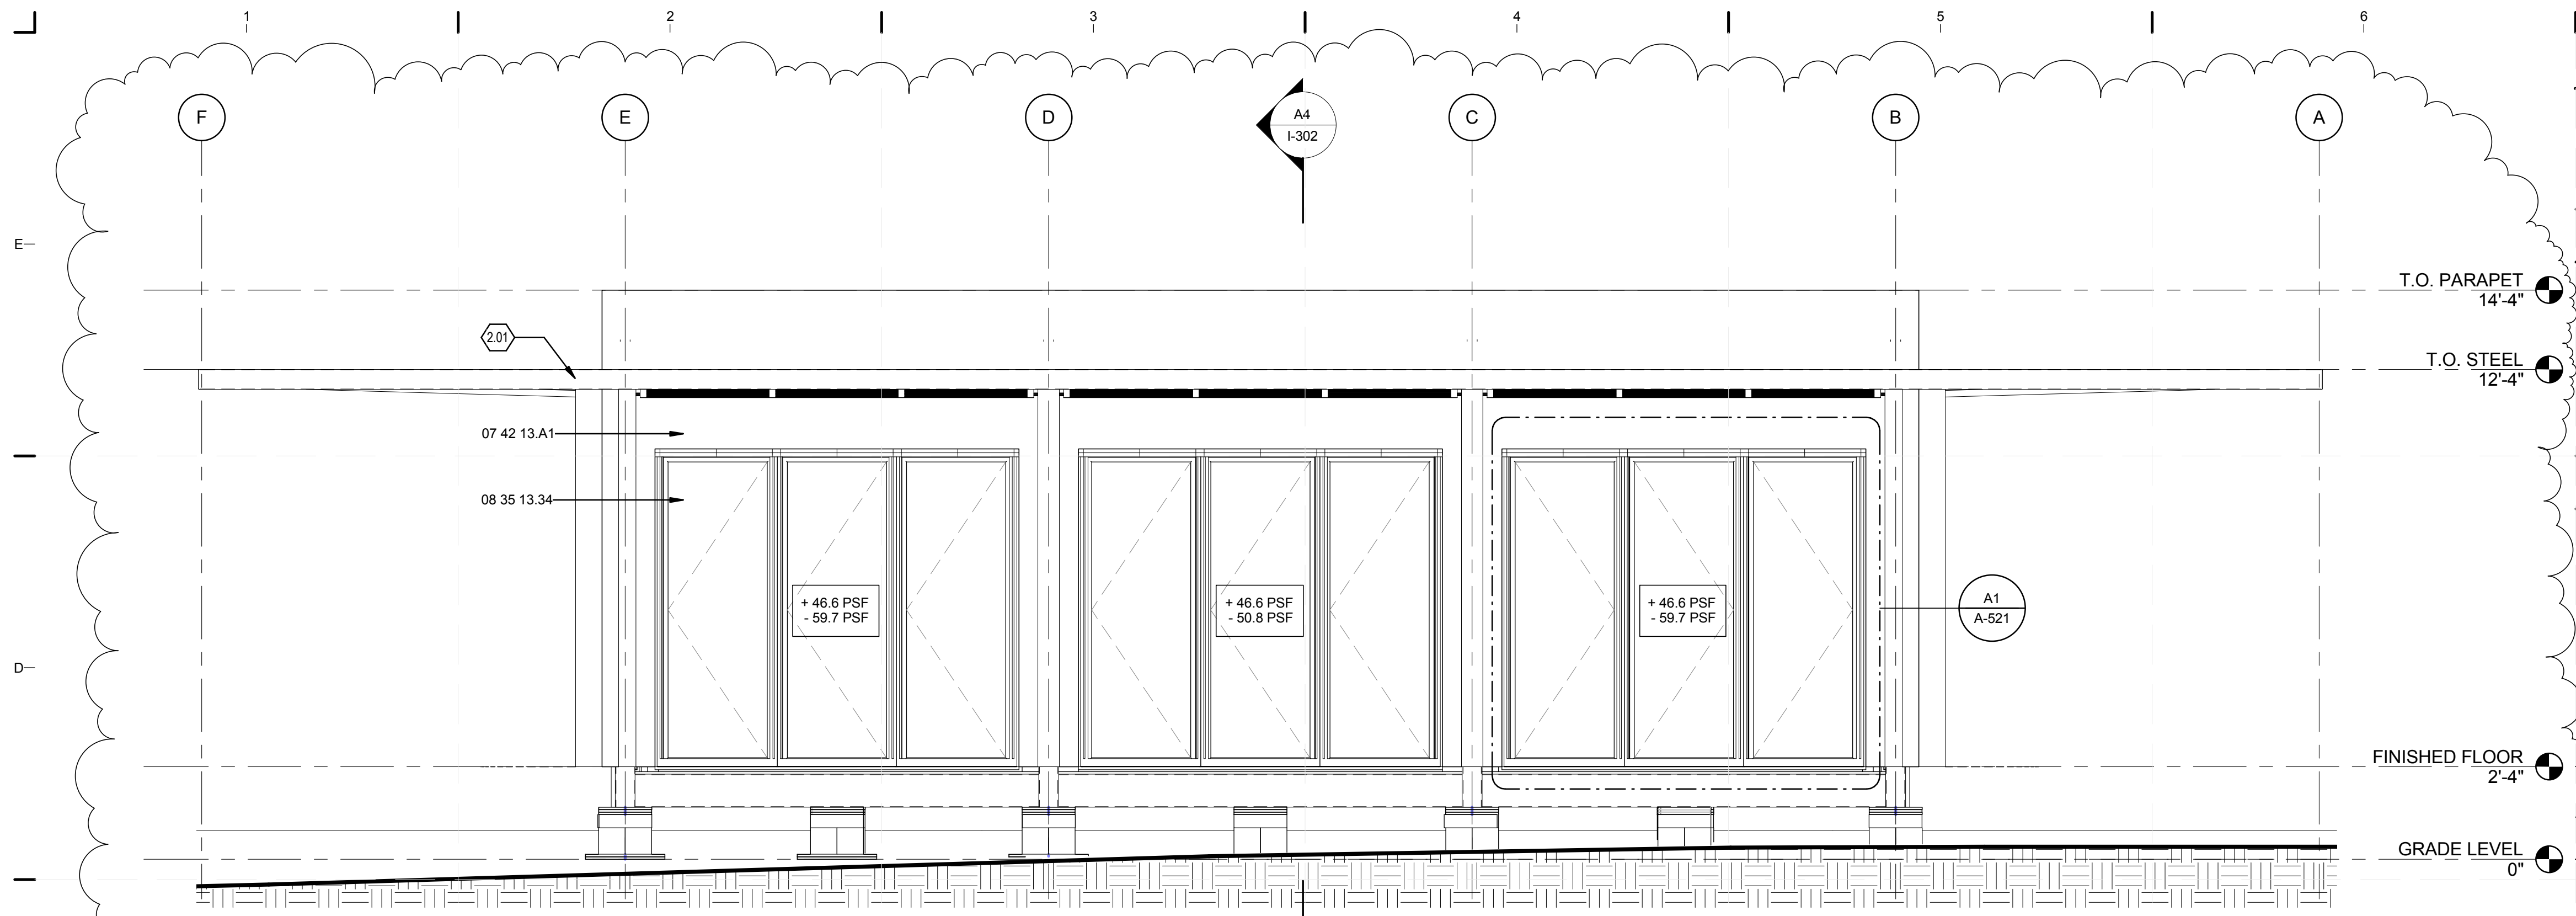 1 2 3 4 5 6
F E D A4 C B A
I-302
E
T.O. PARAPET
14'-4"
2.01
T.O. STEEL
12'-4"
07 42 13.A1
08 35 13.34
+ 46.6 PSF + 46.6 PSF + 46.6 PSF A1
- 59.7 PSF - 50.8 PSF - 59.7 PSF A-521
D
FINISHED FLOOR
2'-4"
GRADE LEVEL
0"